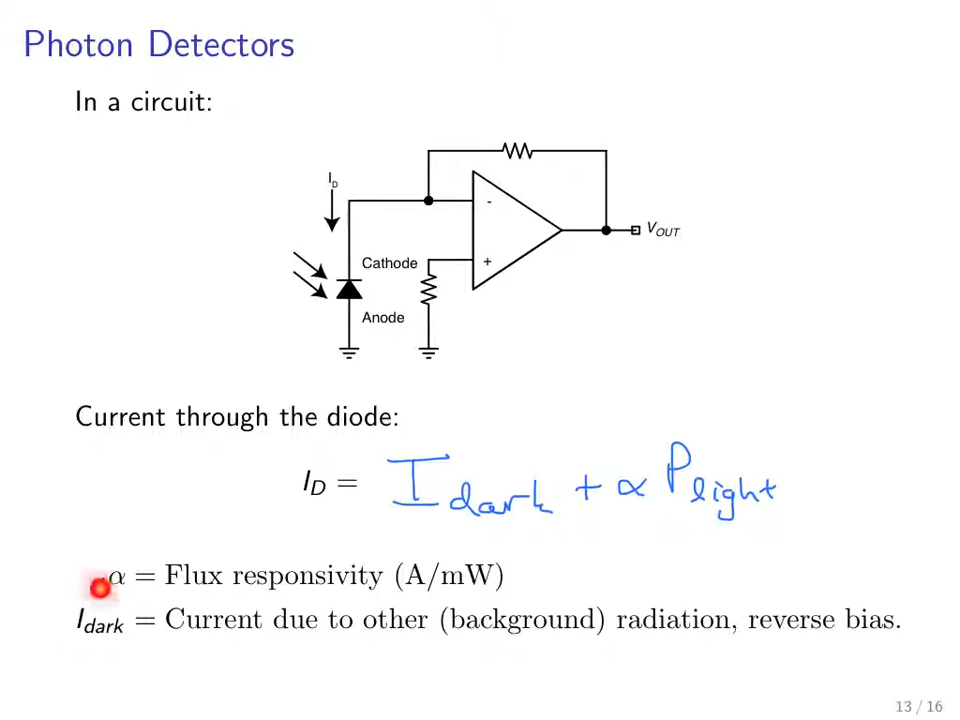 Photon Detectors
In a circuit:
I_D
-
V_OUT
Cathode
+
Anode
Current through the diode:
I_D = I_dark + α P_light
α = Flux responsivity (A/mW)
I_dark = Current due to other (background) radiation, reverse bias.
13 / 16